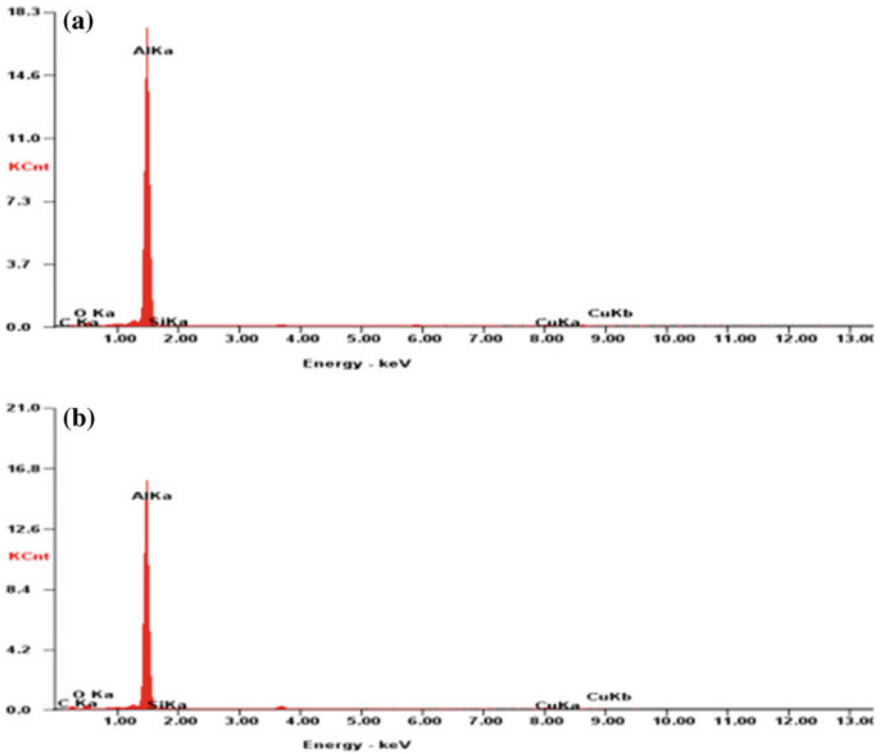 (a)
18.3
AlKa
14.6
11.0
KCnt
7.3
3.7
O Ka
CuKb
C Ka
SiKa
CuKa
0.0
1.00 2.00 3.00 4.00 5.00 6.00 7.00 8.00 9.00 10.00 11.00 12.00 13.0
Energy - keV
(b)
21.0
16.8
AlKa
12.6
KCnt
8.4
4.2
O Ka
CuKb
C Ka
SiKa
CuKa
0.0
1.00 2.00 3.00 4.00 5.00 6.00 7.00 8.00 9.00 10.00 11.00 12.00 13.0
Energy - keV